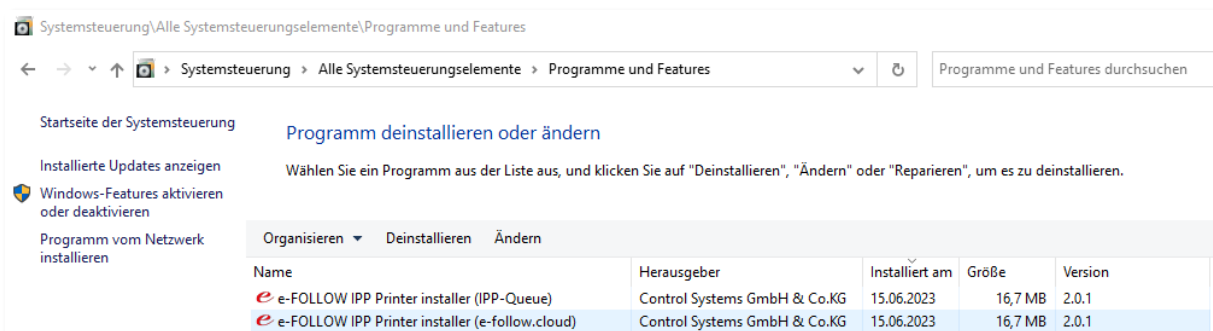 Systemsteuerung\Alle Systemsteuerungselemente\Programme und Features
Systemsteuerung > Alle Systemsteuerungselemente > Programme und Features
Programme und Features durchsuchen
Startseite der Systemsteuerung
Installierte Updates anzeigen
Windows-Features aktivieren
oder deaktivieren
Programm vom Netzwerk
installieren
Programm deinstallieren oder ändern
Wählen Sie ein Programm aus der Liste aus, und klicken Sie auf "Deinstallieren", "Ändern" oder "Reparieren", um es zu deinstallieren.
Organisieren Deinstallieren Ändern
Name Herausgeber Installiert am Größe Version
e-FOLLOW IPP Printer installer (IPP-Queue) Control Systems GmbH & Co.KG 15.06.2023 16,7 MB 2.0.1
e-FOLLOW IPP Printer installer (e-follow.cloud) Control Systems GmbH & Co.KG 15.06.2023 16,7 MB 2.0.1